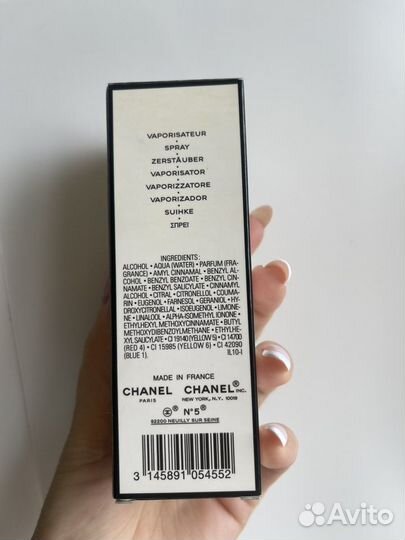 VAPORISATEUR
•
SPRAY
•
ZERSTÄUBER
•
VAPORISATOR
•
VAPORIZZATORE
•
VAPORIZADOR
•
SUIHKE
•
ΣΠΡΕΪ
INGREDIENTS:
ALCOHOL • AQUA (WATER) • PARFUM (FRA-
GRANCE) • AMYL CINNAMAL • BENZYL AL-
COHOL • BENZYL BENZOATE • BENZYL CIN-
NAMATE • BENZYL SALICYLATE • CINNAMYL
ALCOHOL • CITRAL • CITRONELLOL • COUMA-
RIN • EUGENOL • FARNESOL • GERANIOL • HY-
DROXYCITRONELLAL • ISOEUGENOL • LIMONE-
NE • LINALOOL • ALPHA-ISOMETHYL IONONE •
ETHYLHEXYL METHOXYCINNAMATE • BUTYL
METHOXYDIBENZOYLMETHANE • ETHYLHE-
XYL SALICYLATE • CI 19140 (YELLOW 5) • CI 14700
(RED 4) • CI 15985 (YELLOW 6) • CI 42090
(BLUE 1). IL10-I
MADE IN FRANCE
CHANEL CHANEL® INC.
PARIS NEW YORK, N.Y. 10019
® N°5®
92200 NEUILLY SUR SEINE
3 145891 054552
Avito